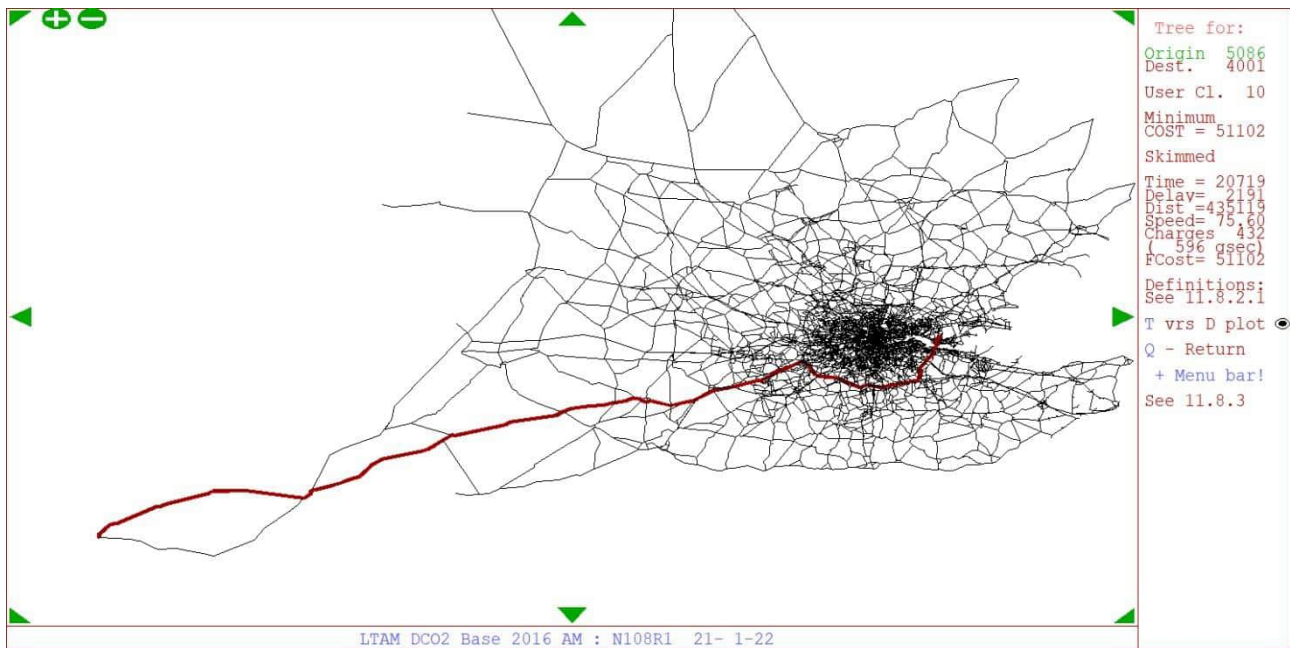 Tree for:
Origin 5086
Dest. 4001
User Cl. 10
Minimum
COST = 51102
Skimmed
Time = 20719
Delay= 2191
Dist =435119
Speed= 75.60
Charges 432
( 596 gsec)
FCost= 51102
Definitions:
See 11.8.2.1
T vrs D plot
Q - Return
+ Menu bar!
See 11.8.3
LTAM DCO2 Base 2016 AM : N108R1 21- 1-22